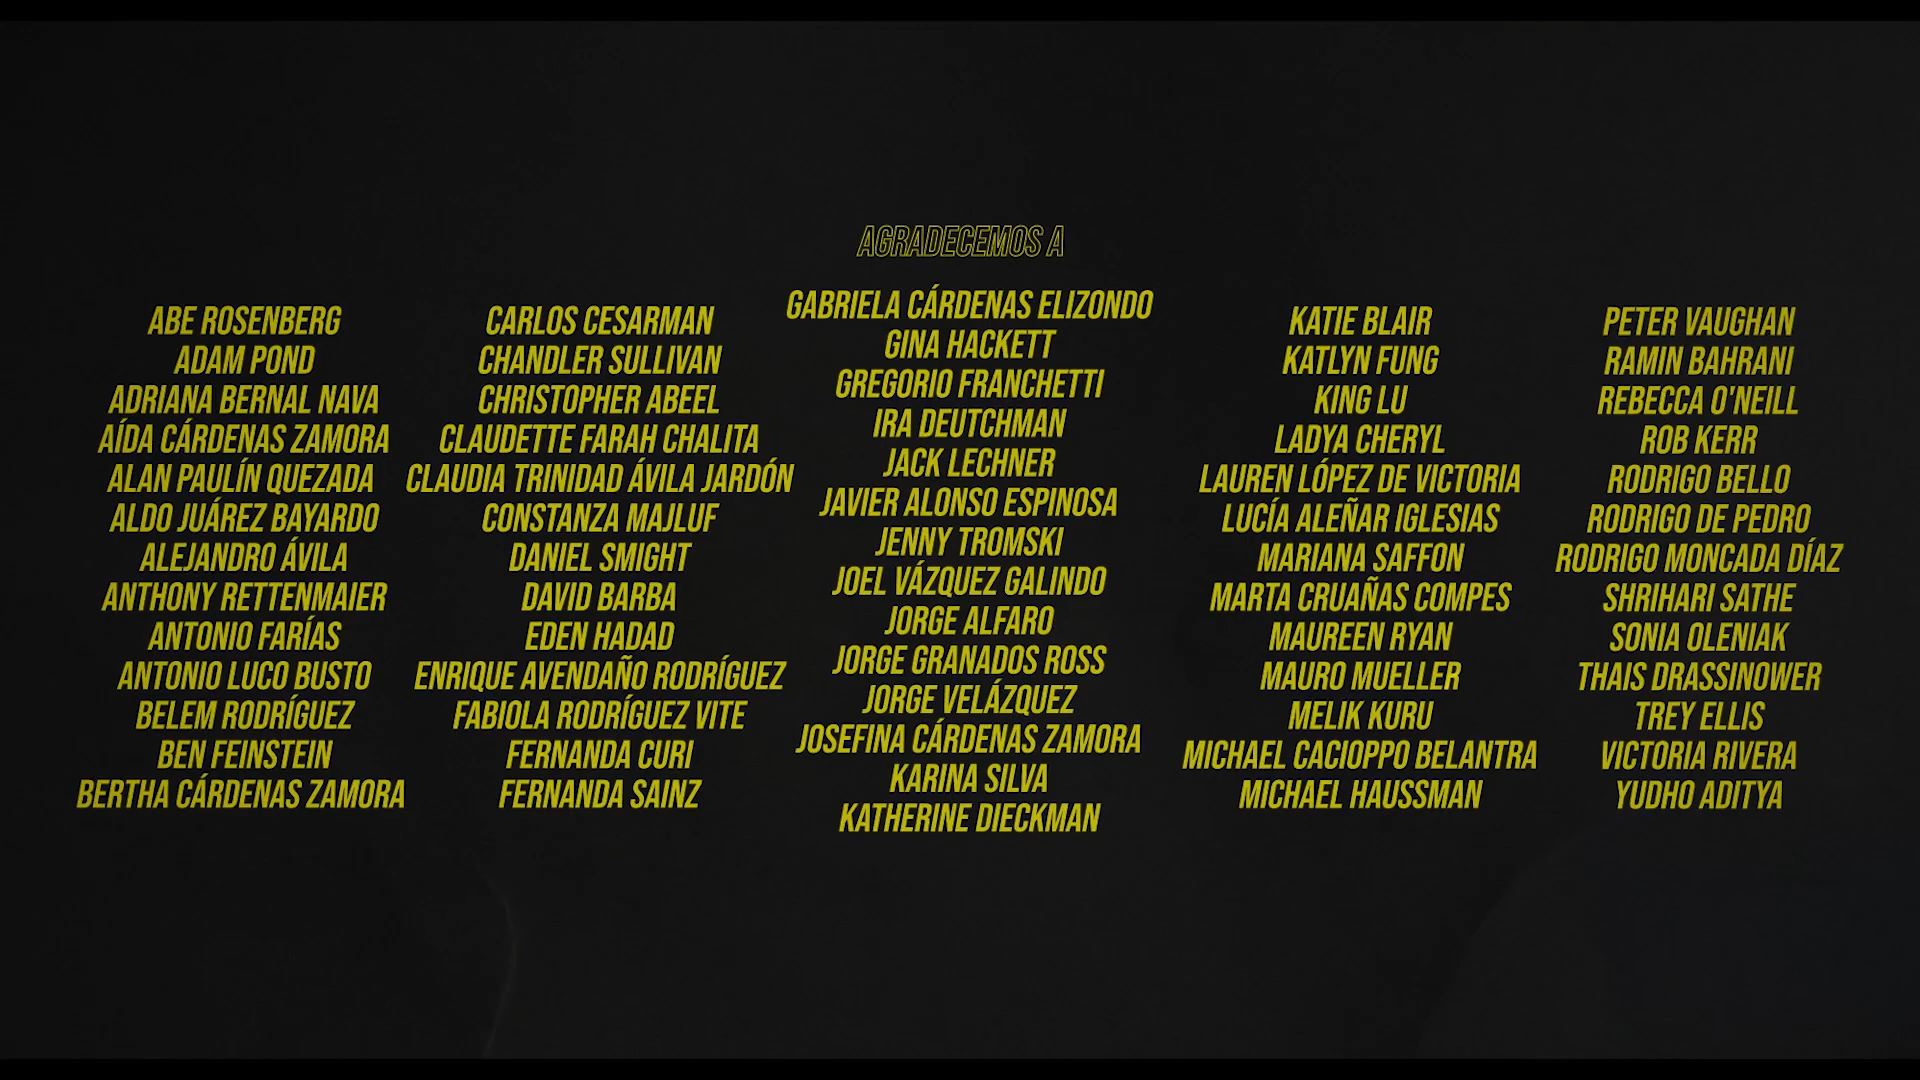 AGRADECEMOS A
ABE ROSENBERG
ADAM POND
ADRIANA BERNAL NAVA
AÍDA CÁRDENAS ZAMORA
ALAN PAULÍN QUEZADA
ALDO JUÁREZ BAYARDO
ALEJANDRO ÁVILA
ANTHONY RETTENMAIER
ANTONIO FARÍAS
ANTONIO LUCO BUSTO
BELEM RODRÍGUEZ
BEN FEINSTEIN
BERTHA CÁRDENAS ZAMORA
CARLOS CESARMAN
CHANDLER SULLIVAN
CHRISTOPHER ABEEL
CLAUDETTE FARAH CHALITA
CLAUDIA TRINIDAD ÁVILA JARDÓN
CONSTANZA MAJLUF
DANIEL SMIGHT
DAVID BARBA
EDEN HADAD
ENRIQUE AVENDAÑO RODRÍGUEZ
FABIOLA RODRÍGUEZ VITE
FERNANDA CURI
FERNANDA SAINZ
GABRIELA CÁRDENAS ELIZONDO
GINA HACKETT
GREGORIO FRANCHETTI
IRA DEUTCHMAN
JACK LECHNER
JAVIER ALONSO ESPINOSA
JENNY TROMSKI
JOEL VÁZQUEZ GALINDO
JORGE ALFARO
JORGE GRANADOS ROSS
JORGE VELÁZQUEZ
JOSEFINA CÁRDENAS ZAMORA
KARINA SILVA
KATHERINE DIECKMAN
KATIE BLAIR
KATLYN FUNG
KING LU
LADYA CHERYL
LAUREN LÓPEZ DE VICTORIA
LUCÍA ALEÑAR IGLESIAS
MARIANA SAFFON
MARTA CRUAÑAS COMPES
MAUREEN RYAN
MAURO MUELLER
MELIK KURU
MICHAEL CACIOPPO BELANTRA
MICHAEL HAUSSMAN
PETER VAUGHAN
RAMIN BAHRANI
REBECCA O'NEILL
ROB KERR
RODRIGO BELLO
RODRIGO DE PEDRO
RODRIGO MONCADA DÍAZ
SHRIHARI SATHE
SONIA OLENIAK
THAIS DRASSINOWER
TREY ELLIS
VICTORIA RIVERA
YUDHO ADITYA